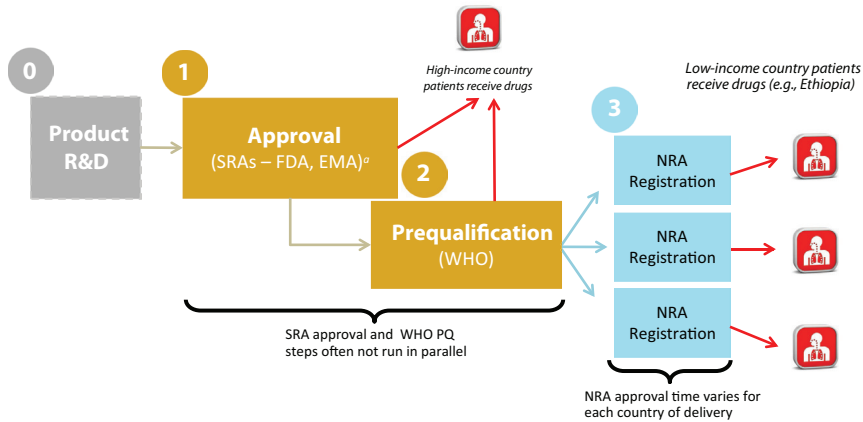 0
Product
R&D
1
Approval
(SRAs – FDA, EMA)ᵃ
High-income country
patients receive drugs
2
Prequalification
(WHO)
SRA approval and WHO PQ
steps often not run in parallel
3
NRA
Registration
NRA
Registration
NRA
Registration
NRA approval time varies for
each country of delivery
Low-income country patients
receive drugs (e.g., Ethiopia)